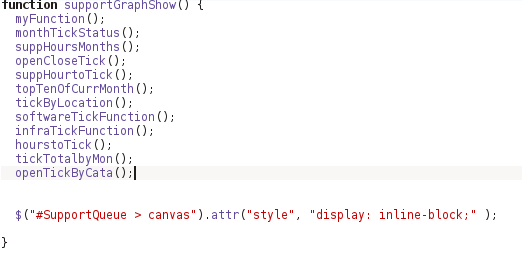 function supportGraphShow() {
myFunction();
monthTickStatus();
suppHoursMonths();
openCloseTick();
suppHourtoTick();
topTenOfCurrMonth();
tickByLocation();
softwareTickFunction();
infraTickFunction();
hourstoTick();
tickTotalbyMon();
openTickByCata();
$("#SupportQueue > canvas").attr("style", "display: inline-block;" );
}